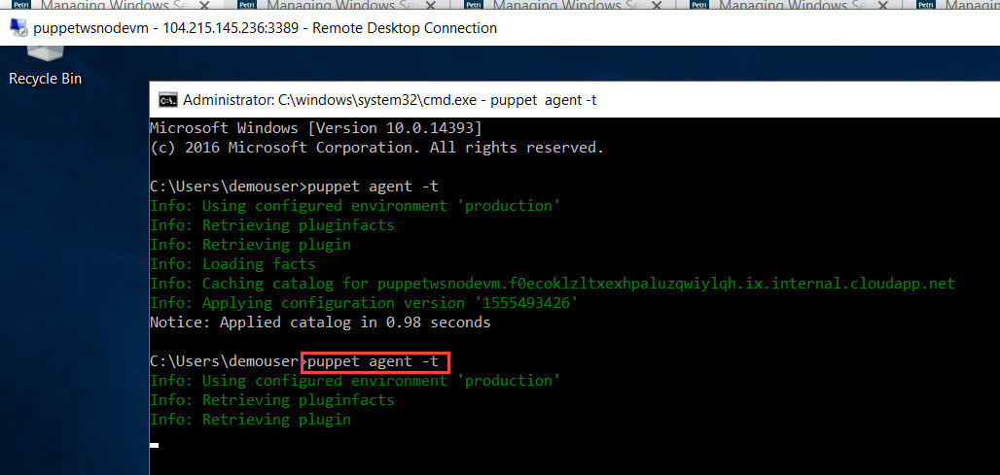 Petri Managing Windows Se
Petri Managing Windows Se
Petri Managing Windows Se
Petri Managing Windows Se
Petri Managing
puppetwsnodevm - 104.215.145.236:3389 - Remote Desktop Connection
Recycle Bin
Administrator: C:\windows\system32\cmd.exe - puppet agent -t
Microsoft Windows [Version 10.0.14393]
(c) 2016 Microsoft Corporation. All rights reserved.
C:\Users\demouser>puppet agent -t
Info: Using configured environment 'production'
Info: Retrieving pluginfacts
Info: Retrieving plugin
Info: Loading facts
Info: Caching catalog for puppetwsnodevm.f0ecoklzltxexhpaluzqwiylqh.ix.internal.cloudapp.net
Info: Applying configuration version '1555493426'
Notice: Applied catalog in 0.98 seconds
C:\Users\demouser>puppet agent -t
Info: Using configured environment 'production'
Info: Retrieving pluginfacts
Info: Retrieving plugin